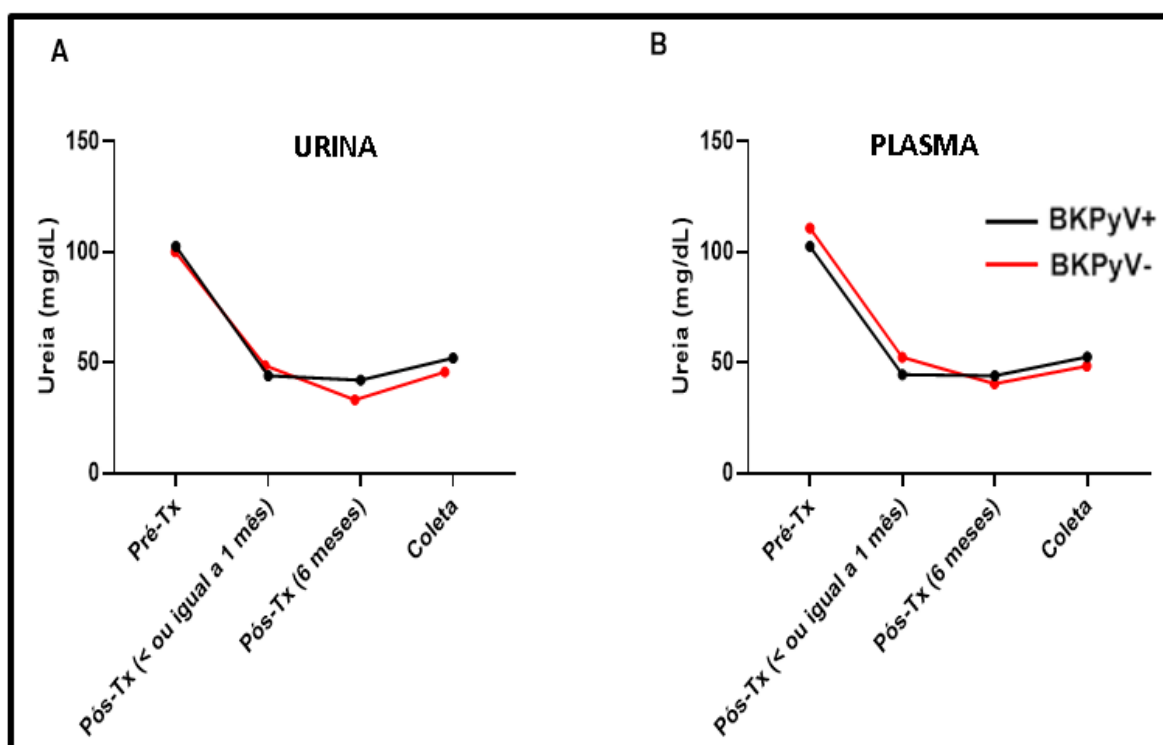 A
URINA
150
100
50
0
Ureia (mg/dL)
Pré-Tx
Pós-Tx (< ou igual a 1 mês)
Pós-Tx (6 meses)
Coleta
B
PLASMA
150
100
50
0
Ureia (mg/dL)
Pré-Tx
Pós-Tx (< ou igual a 1 mês)
Pós-Tx (6 meses)
Coleta
BKPyV+
BKPyV-